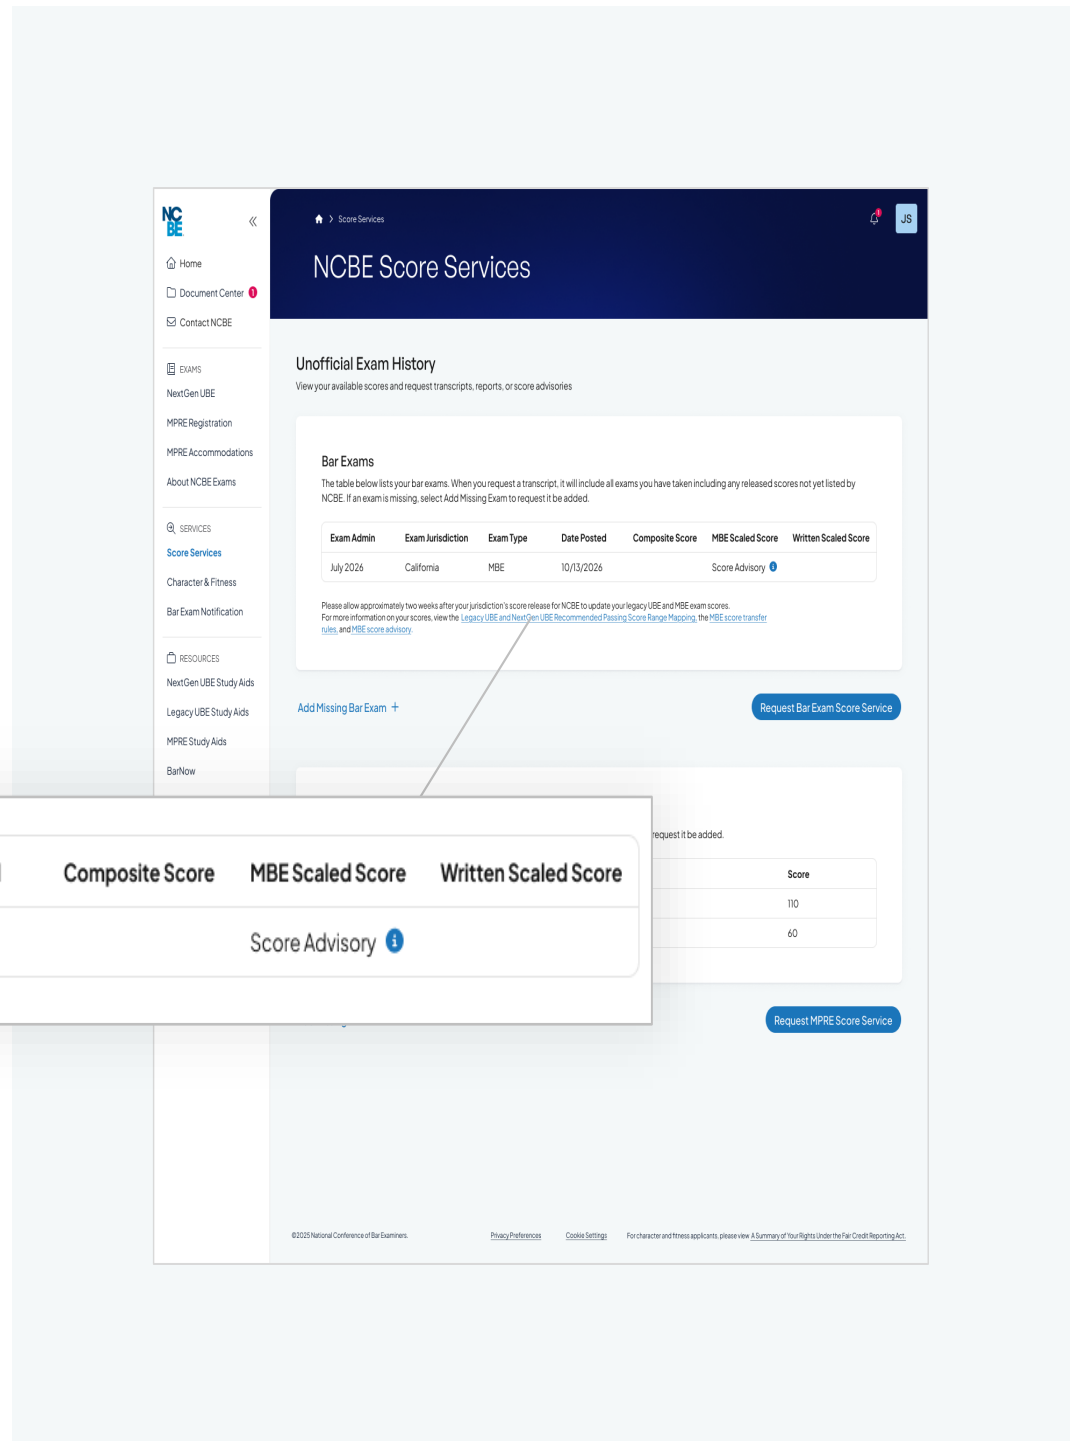 NC
BE
Home
Document Center 1
Contact NCBE
EXAMS
NextGen UBE
MPRE Registration
MPRE Accommodations
About NCBE Exams
SERVICES
Score Services
Character & Fitness
Bar Exam Notification
RESOURCES
NextGen UBE Study Aids
Legacy UBE Study Aids
MPRE Study Aids
BarNow
> Score Services
JS
NCBE Score Services
Unofficial Exam History
View your available scores and request transcripts, reports, or score advisories
Bar Exams
The table below lists your bar exams. When you request a transcript, it will include all exams you have taken including any released scores not yet listed by
NCBE. If an exam is missing, select Add Missing Exam to request it be added.
Exam Admin Exam Jurisdiction Exam Type Date Posted Composite Score MBE Scaled Score Written Scaled Score
July 2026 California MBE 10/13/2026 Score Advisory
Please allow approximately two weeks after your jurisdiction's score release for NCBE to update your legacy UBE and MBE exam scores.
For more information on your scores, view the Legacy UBE and NextGen UBE Recommended Passing Score Range Mapping, the MBE score transfer
rules, and MBE score advisory.
Add Missing Bar Exam +
Request Bar Exam Score Service
request it be added.
Score
110
60
Composite Score MBE Scaled Score Written Scaled Score
Score Advisory
Request MPRE Score Service
©2025 National Conference of Bar Examiners. Privacy Preferences Cookie Settings For character and fitness applicants, please view A Summary of Your Rights Under the Fair Credit Reporting Act.